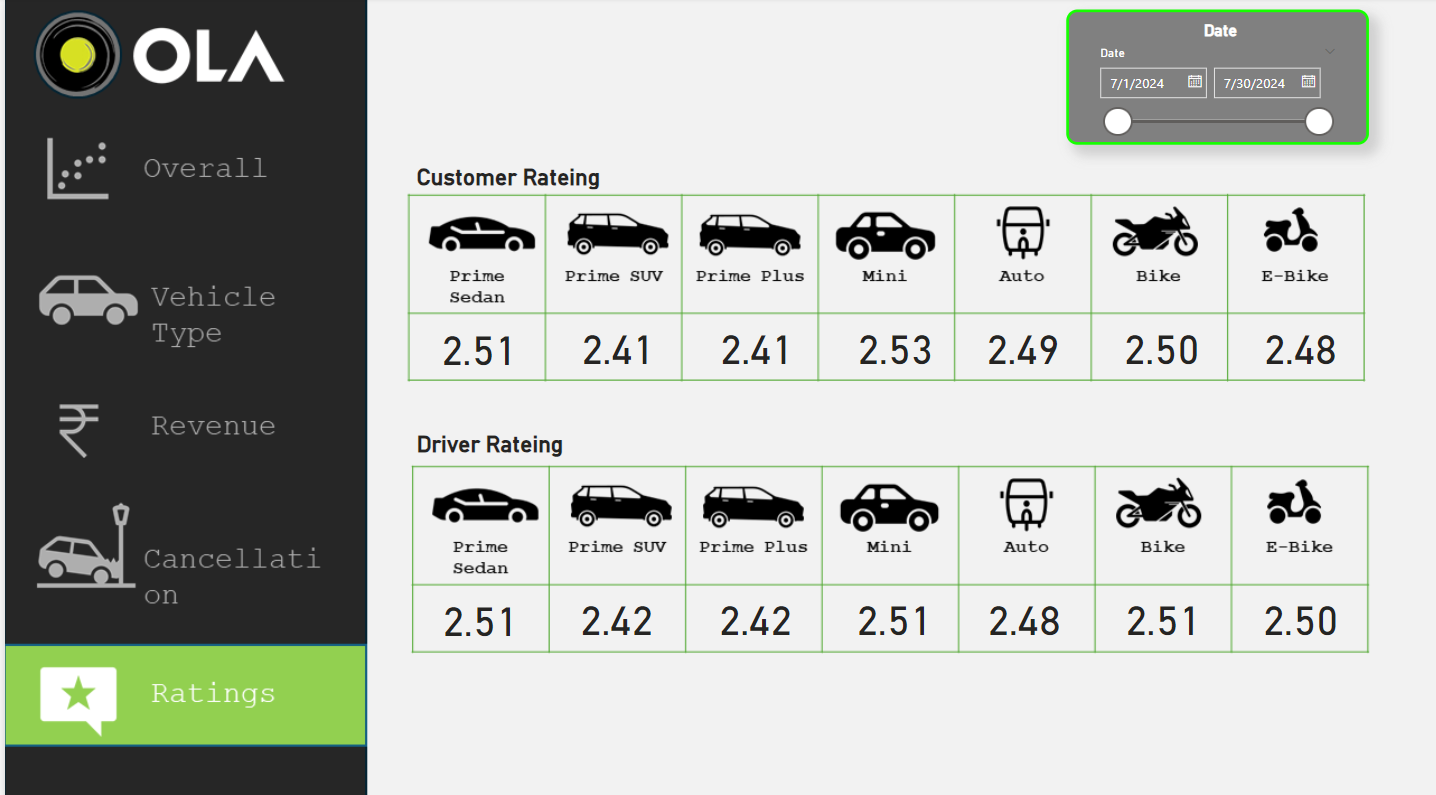 OLA
Overall
Vehicle
Type
₹
Revenue
Cancellati
on
Ratings
Date
Date
7/1/2024 7/30/2024
Customer Rateing
Prime Sedan Prime SUV Prime Plus Mini Auto Bike E-Bike
2.51 2.41 2.41 2.53 2.49 2.50 2.48
Driver Rateing
Prime Sedan Prime SUV Prime Plus Mini Auto Bike E-Bike
2.51 2.42 2.42 2.51 2.48 2.51 2.50